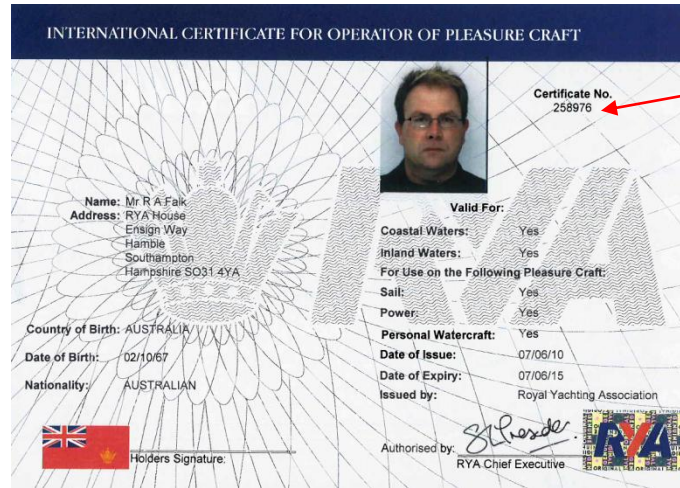 INTERNATIONAL CERTIFICATE FOR OPERATOR OF PLEASURE CRAFT
Certificate No.
258976
Name: Mr R A Falk
Address: RYA House
Ensign Way
Hamble
Southampton
Hampshire SO31 4YA
Country of Birth: AUSTRALIA
Date of Birth: 02/10/67
Nationality: AUSTRALIAN
Holders Signature:
Valid For:
Coastal Waters: Yes
Inland Waters: Yes
For Use on the Following Pleasure Craft:
Sail: Yes
Power: Yes
Personal Watercraft: Yes
Date of Issue: 07/06/10
Date of Expiry: 07/06/15
Issued by: Royal Yachting Association
Authorised by:
RYA Chief Executive
RYA
RYA